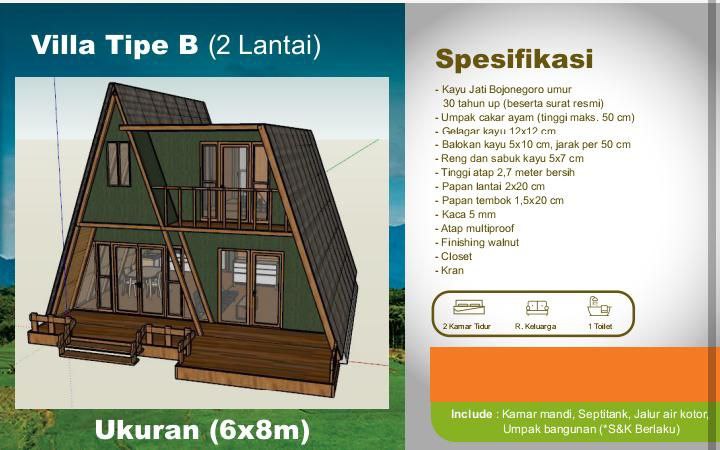 Villa Tipe B (2 Lantai)
Ukuran (6x8m)
Spesifikasi
- Kayu Jati Bojonegoro umur
30 tahun up (beserta surat resmi)
- Umpak cakar ayam (tinggi maks. 50 cm)
- Gelagar kayu 12x12 cm
- Balokan kayu 5x10 cm, jarak per 50 cm
- Reng dan sabuk kayu 5x7 cm
- Tinggi atap 2,7 meter bersih
- Papan lantai 2x20 cm
- Papan tembok 1,5x20 cm
- Kaca 5 mm
- Atap multiproof
- Finishing walnut
- Closet
- Kran
2 Kamar Tidur R. Keluarga 1 Toilet
Include : Kamar mandi, Septitank, Jalur air kotor,
Umpak bangunan (*S&K Berlaku)